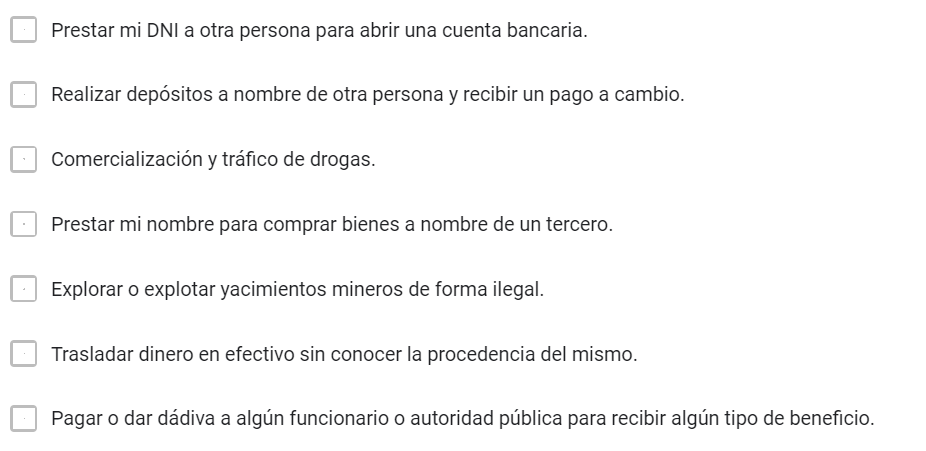 Prestar mi DNI a otra persona para abrir una cuenta bancaria.
Realizar depósitos a nombre de otra persona y recibir un pago a cambio.
Comercialización y tráfico de drogas.
Prestar mi nombre para comprar bienes a nombre de un tercero.
Explorar o explotar yacimientos mineros de forma ilegal.
Trasladar dinero en efectivo sin conocer la procedencia del mismo.
Pagar o dar dádiva a algún funcionario o autoridad pública para recibir algún tipo de beneficio.